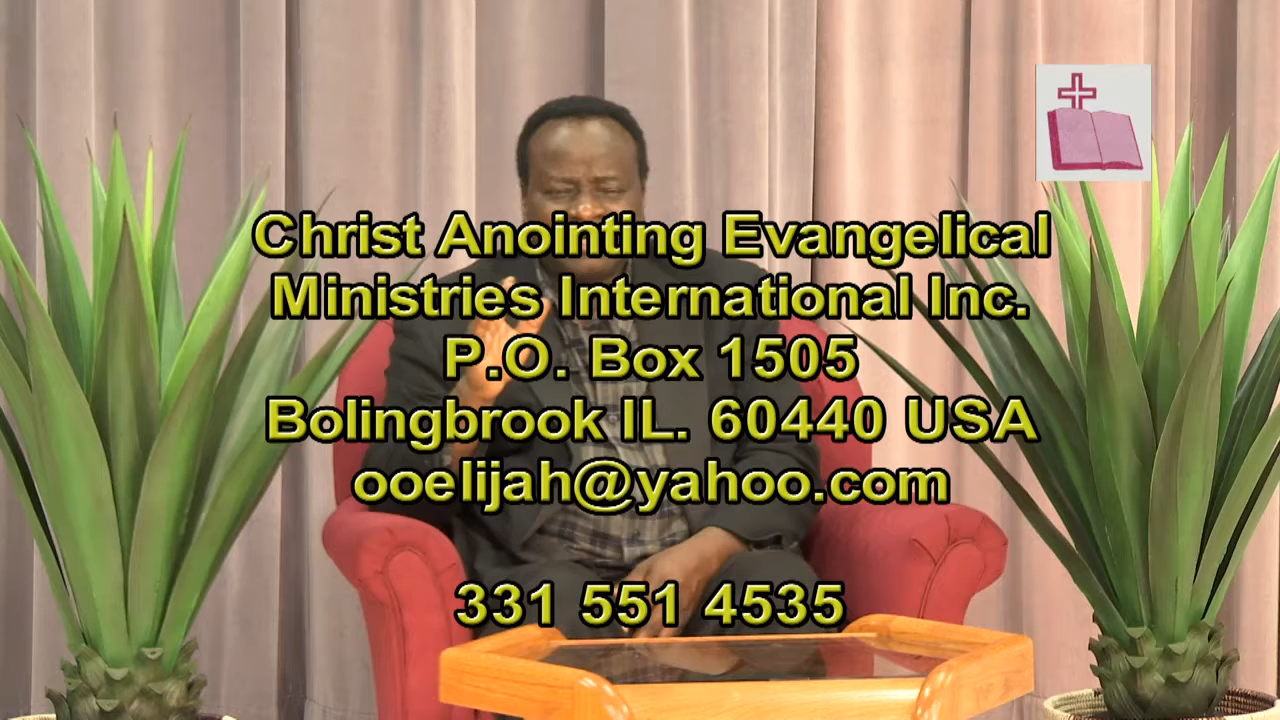 Christ Anointing Evangelical
Ministries International Inc.
P.O. Box 1505
Bolingbrook IL. 60440 USA
ooelijah@yahoo.com
331 551 4535